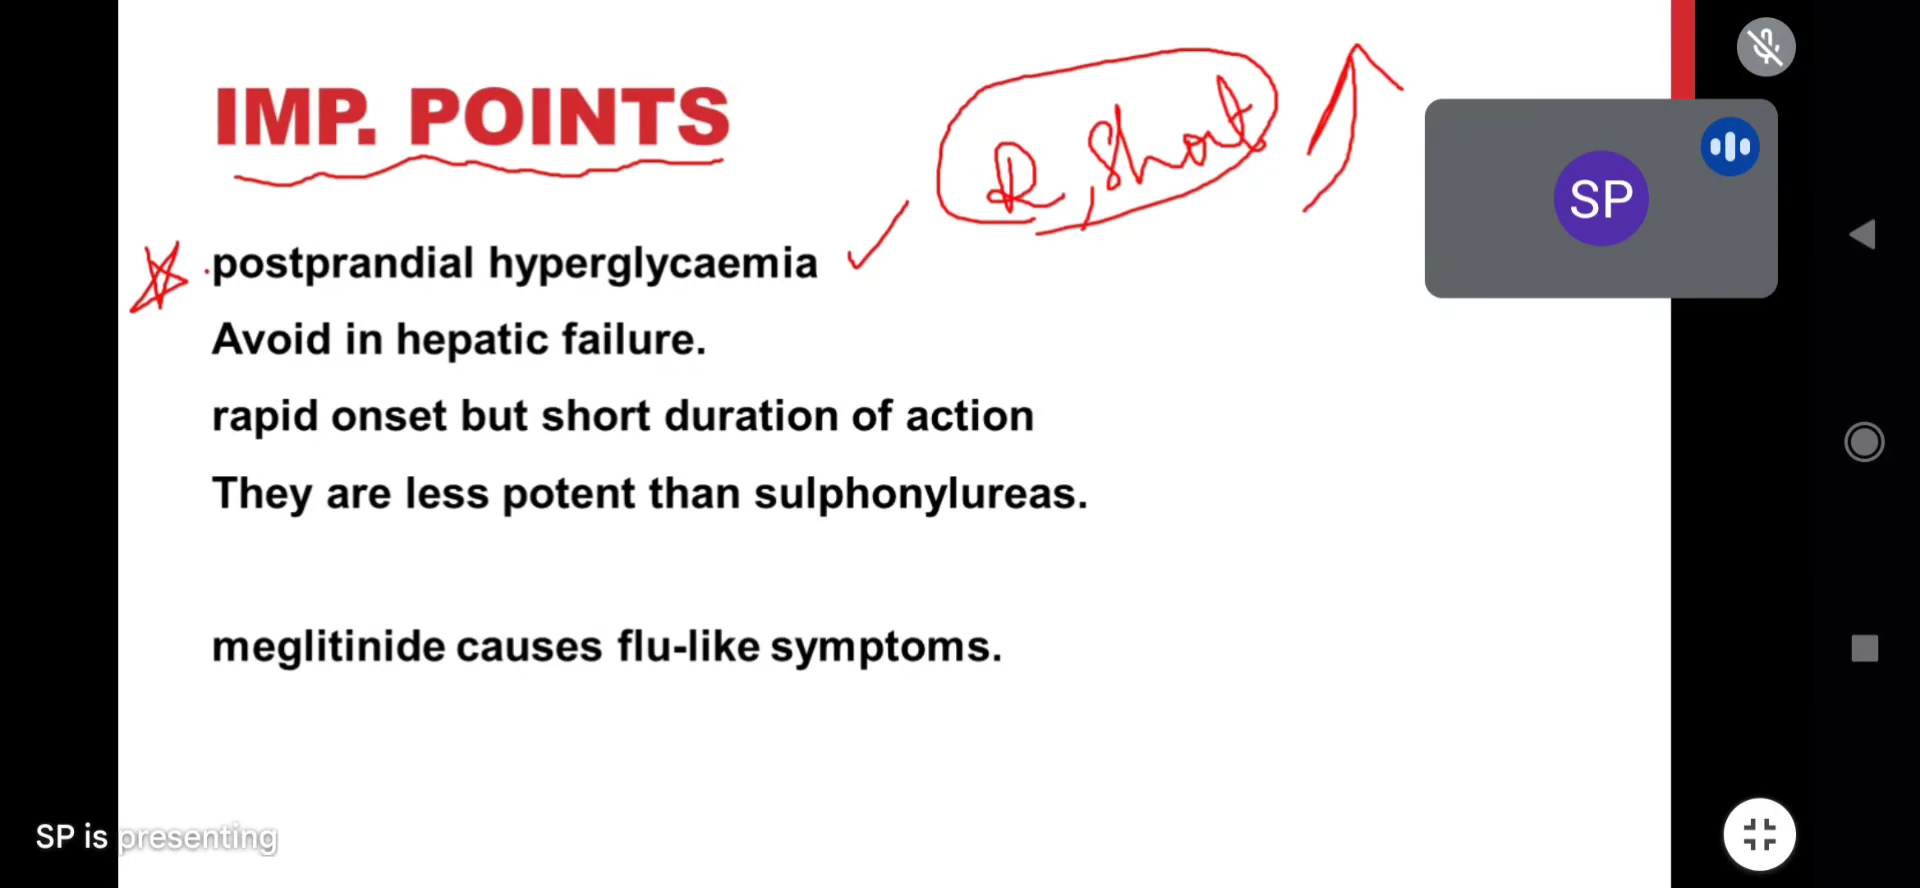 IMP. POINTS
R, Short
postprandial hyperglycaemia
Avoid in hepatic failure.
rapid onset but short duration of action
They are less potent than sulphonylureas.
meglitinide causes flu-like symptoms.
SP
SP is presenting